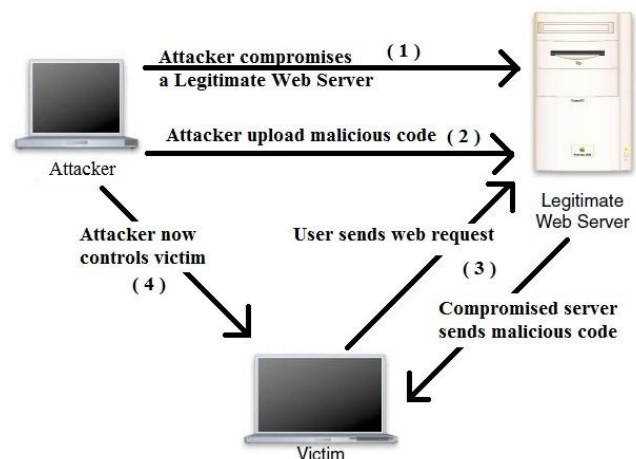 Attacker compromises ( 1 )
a Legitimate Web Server
Attacker upload malicious code ( 2 )
Attacker
Legitimate
Web Server
Attacker now
controls victim
( 4 )
User sends web request
( 3 )
Compromised server
sends malicious code
Victim